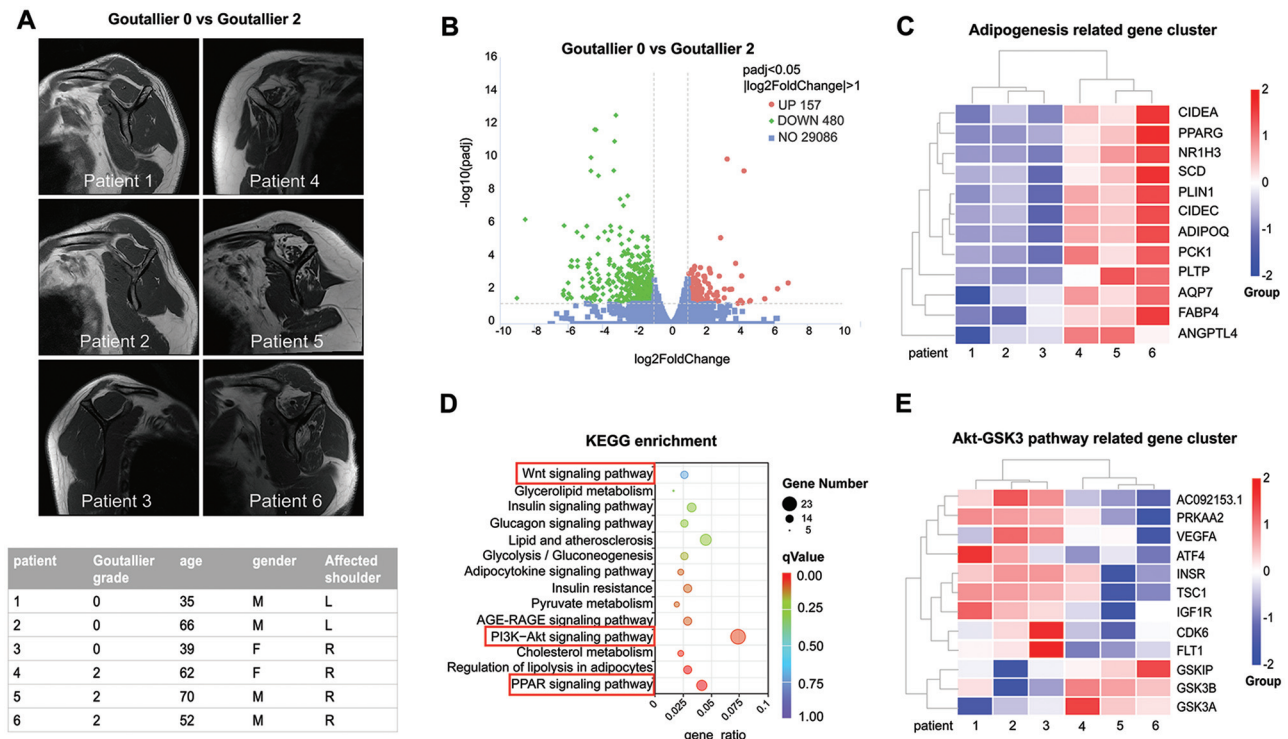 A
Goutallier 0 vs Goutallier 2
Patient 1
Patient 4
Patient 2
Patient 5
Patient 3
Patient 6
patient Goutallier grade age gender Affected shoulder
1 0 35 M L
2 0 66 M L
3 0 39 F R
4 2 62 F R
5 2 70 M R
6 2 52 M R
B
Goutallier 0 vs Goutallier 2
padj<0.05
|log2FoldChange|>1
UP 157
DOWN 480
NO 29086
-log10(padj)
16
14
12
10
8
6
4
2
0
-10 -8 -6 -4 -2 0 2 4 6 8 10
log2FoldChange
C
Adipogenesis related gene cluster
CIDEA
PPARG
NR1H3
SCD
PLIN1
CIDEC
ADIPOQ
PCK1
PLTP
AQP7
FABP4
ANGPTL4
patient 1 2 3 4 5 6
2
1
0
-1
-2
Group
D
KEGG enrichment
Wnt signaling pathway
Glycerolipid metabolism
Insulin signaling pathway
Glucagon signaling pathway
Lipid and atherosclerosis
Glycolysis / Gluconeogenesis
Adipocytokine signaling pathway
Insulin resistance
Pyruvate metabolism
AGE-RAGE signaling pathway
PI3K−Akt signaling pathway
Cholesterol metabolism
Regulation of lipolysis in adipocytes
PPAR signaling pathway
0 0.025 0.05 0.075 0.1
gene_ratio
Gene Number
23
14
5
qValue
0.00
0.25
0.50
0.75
1.00
E
Akt-GSK3 pathway related gene cluster
AC092153.1
PRKAA2
VEGFA
ATF4
INSR
TSC1
IGF1R
CDK6
FLT1
GSKIP
GSK3B
GSK3A
patient 1 2 3 4 5 6
2
1
0
-1
-2
Group